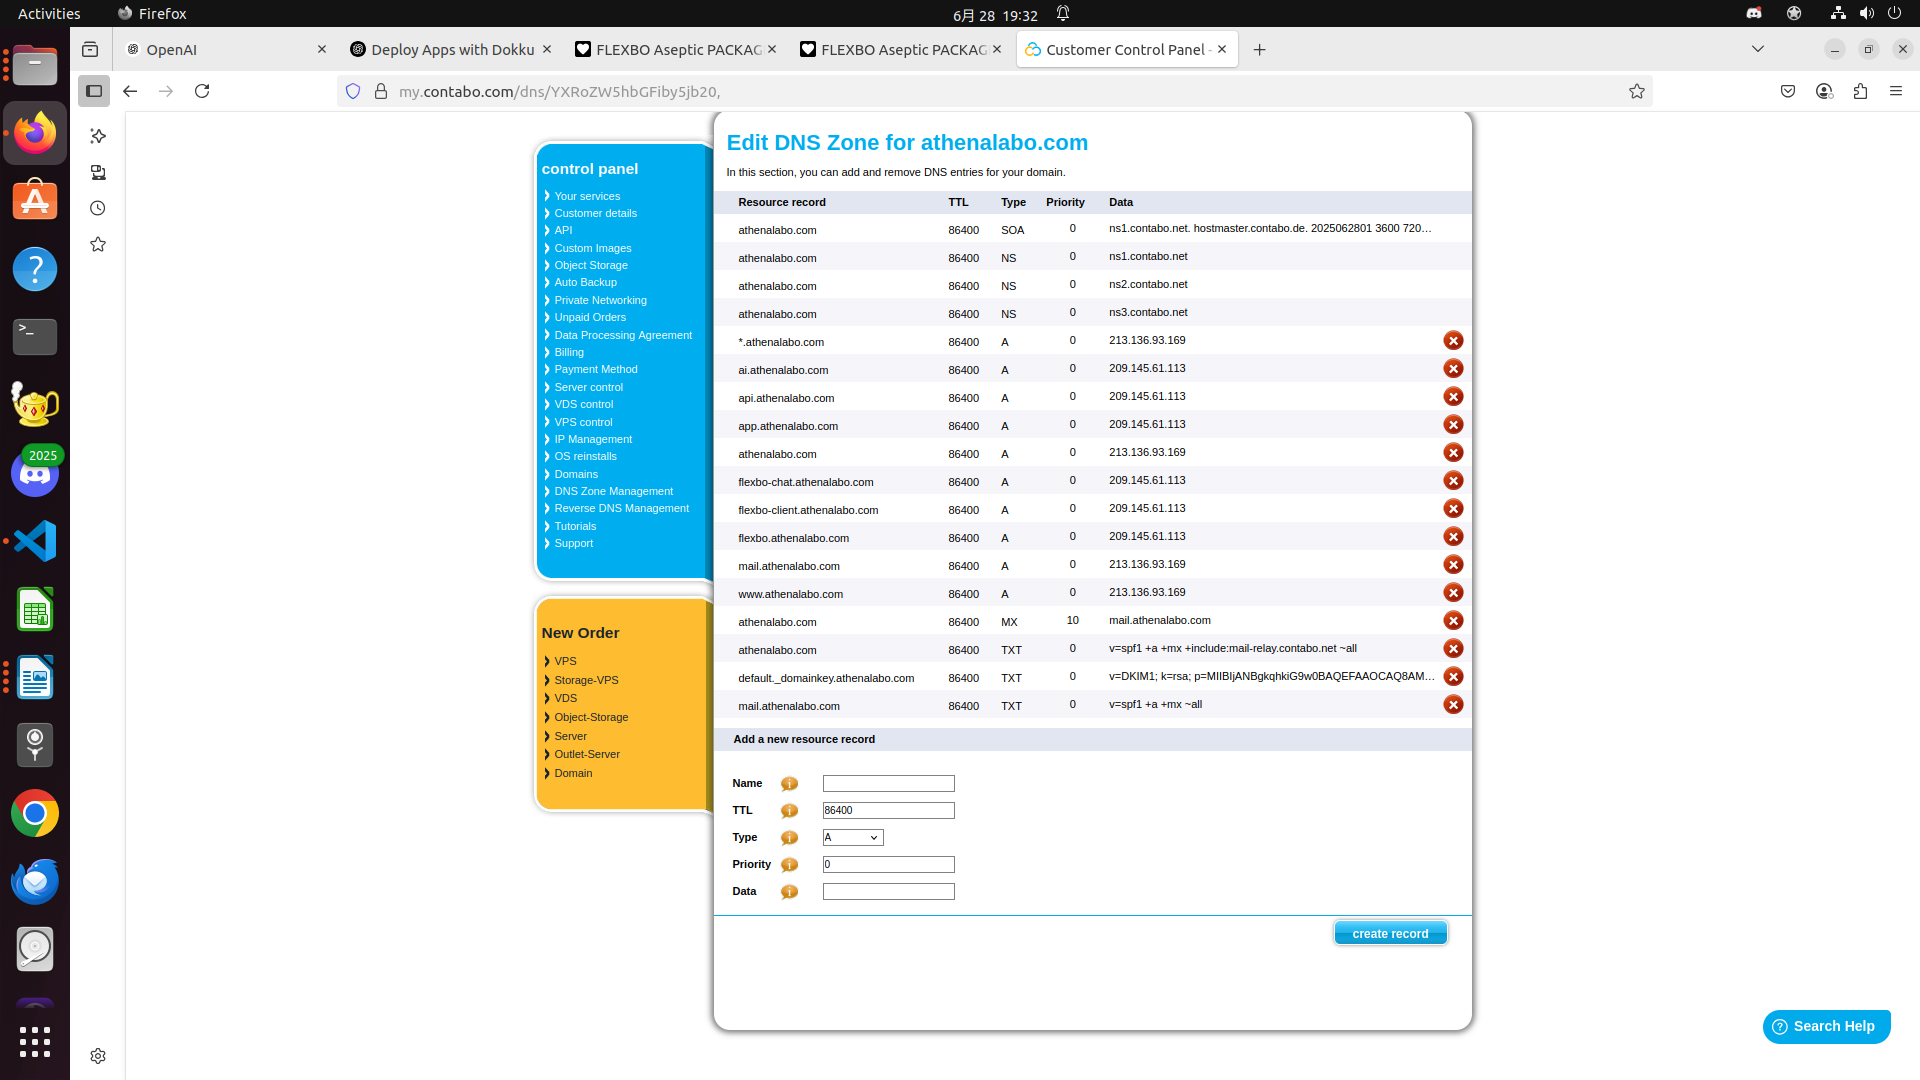 Activities
Firefox
6月 28 19:32
OpenAI
Deploy Apps with Dokku
FLEXBO Aseptic PACKAG
FLEXBO Aseptic PACKAG
Customer Control Panel -
my.contabo.com/dns/YXRoZW5hbGFiby5jb20,
2025
control panel
Your services
Customer details
API
Custom Images
Object Storage
Auto Backup
Private Networking
Unpaid Orders
Data Processing Agreement
Billing
Payment Method
Server control
VDS control
VPS control
IP Management
OS reinstalls
Domains
DNS Zone Management
Reverse DNS Management
Tutorials
Support
New Order
VPS
Storage-VPS
VDS
Object-Storage
Server
Outlet-Server
Domain
Edit DNS Zone for athenalabo.com
In this section, you can add and remove DNS entries for your domain.
Resource record TTL Type Priority Data
athenalabo.com 86400 SOA 0 ns1.contabo.net. hostmaster.contabo.de. 2025062801 3600 720…
athenalabo.com 86400 NS 0 ns1.contabo.net
athenalabo.com 86400 NS 0 ns2.contabo.net
athenalabo.com 86400 NS 0 ns3.contabo.net
*.athenalabo.com 86400 A 0 213.136.93.169
ai.athenalabo.com 86400 A 0 209.145.61.113
api.athenalabo.com 86400 A 0 209.145.61.113
app.athenalabo.com 86400 A 0 209.145.61.113
athenalabo.com 86400 A 0 213.136.93.169
flexbo-chat.athenalabo.com 86400 A 0 209.145.61.113
flexbo-client.athenalabo.com 86400 A 0 209.145.61.113
flexbo.athenalabo.com 86400 A 0 209.145.61.113
mail.athenalabo.com 86400 A 0 213.136.93.169
www.athenalabo.com 86400 A 0 213.136.93.169
athenalabo.com 86400 MX 10 mail.athenalabo.com
athenalabo.com 86400 TXT 0 v=spf1 +a +mx +include:mail-relay.contabo.net ~all
default._domainkey.athenalabo.com 86400 TXT 0 v=DKIM1; k=rsa; p=MIIBIjANBgkqhkiG9w0BAQEFAAOCAQ8AM…
mail.athenalabo.com 86400 TXT 0 v=spf1 +a +mx ~all
Add a new resource record
Name
TTL 86400
Type A
Priority 0
Data
create record
Search Help